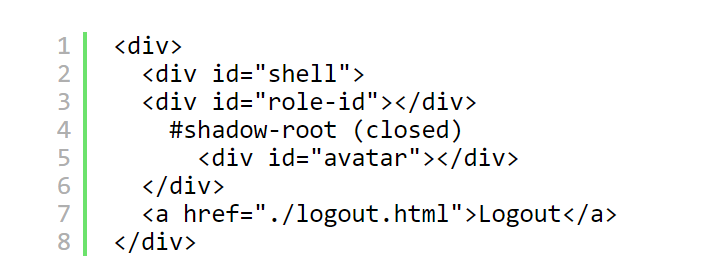 1 <div>
2 <div id="shell">
3 <div id="role-id"></div>
4 #shadow-root (closed)
5 <div id="avatar"></div>
6 </div>
7 <a href="./logout.html">Logout</a>
8 </div>